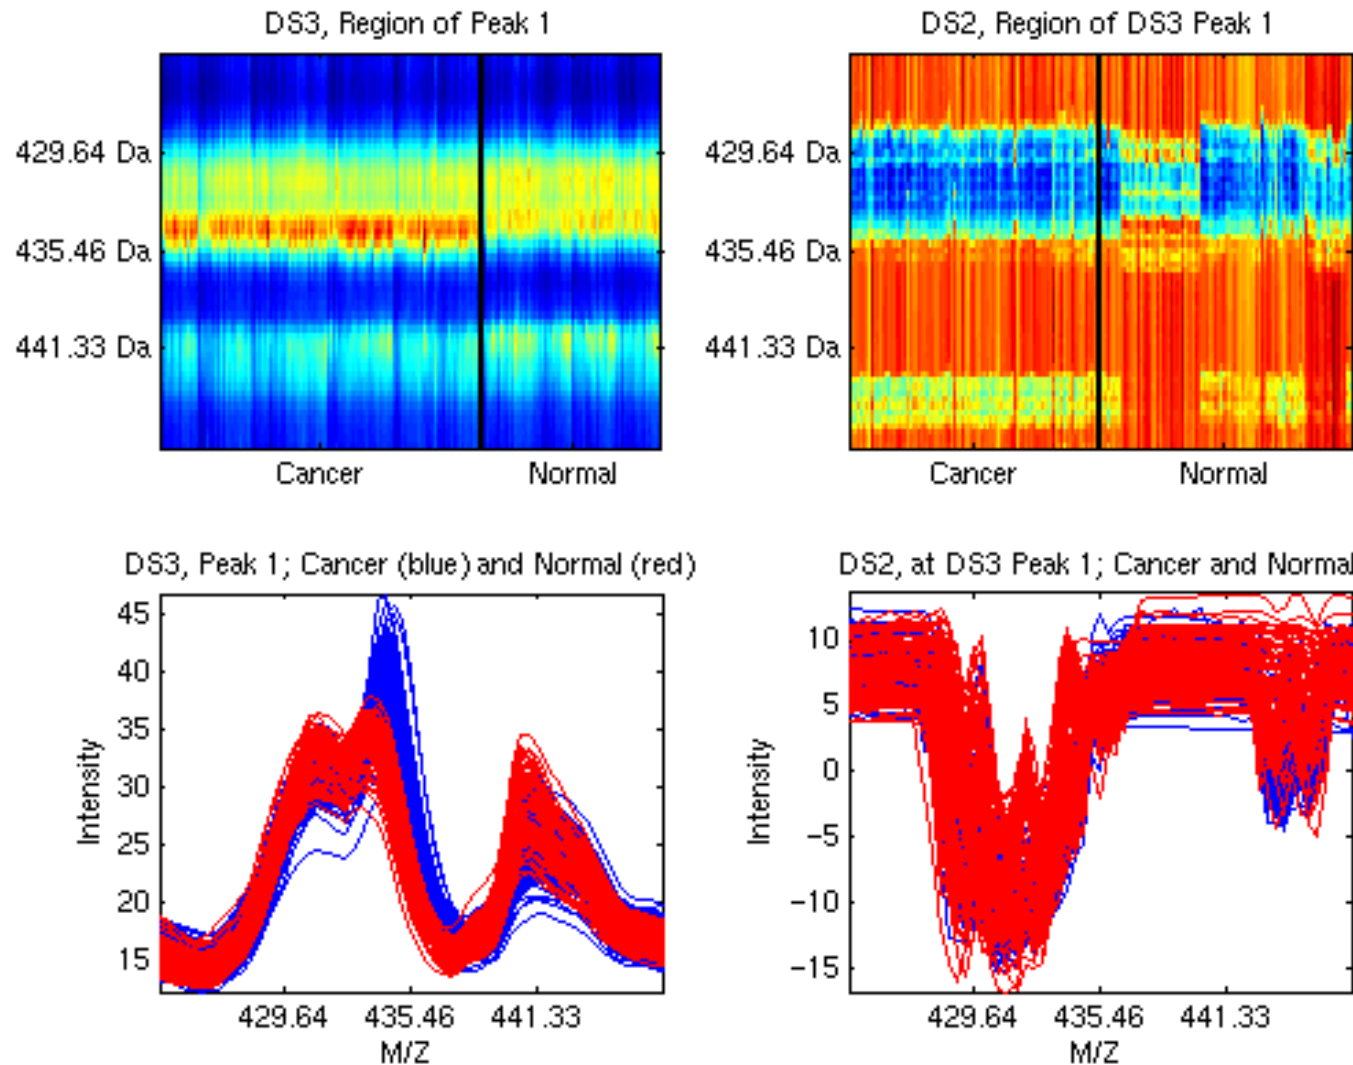 DS3, Region of Peak 1
429.64 Da
435.46 Da
441.33 Da
Cancer
Normal
DS2, Region of DS3 Peak 1
429.64 Da
435.46 Da
441.33 Da
Cancer
Normal
DS3, Peak 1; Cancer (blue) and Normal (red)
45
40
35
30
25
20
15
Intensity
429.64
435.46
441.33
M/Z
DS2, at DS3 Peak 1; Cancer and Normal
10
5
0
−5
−10
−15
Intensity
429.64
435.46
441.33
M/Z